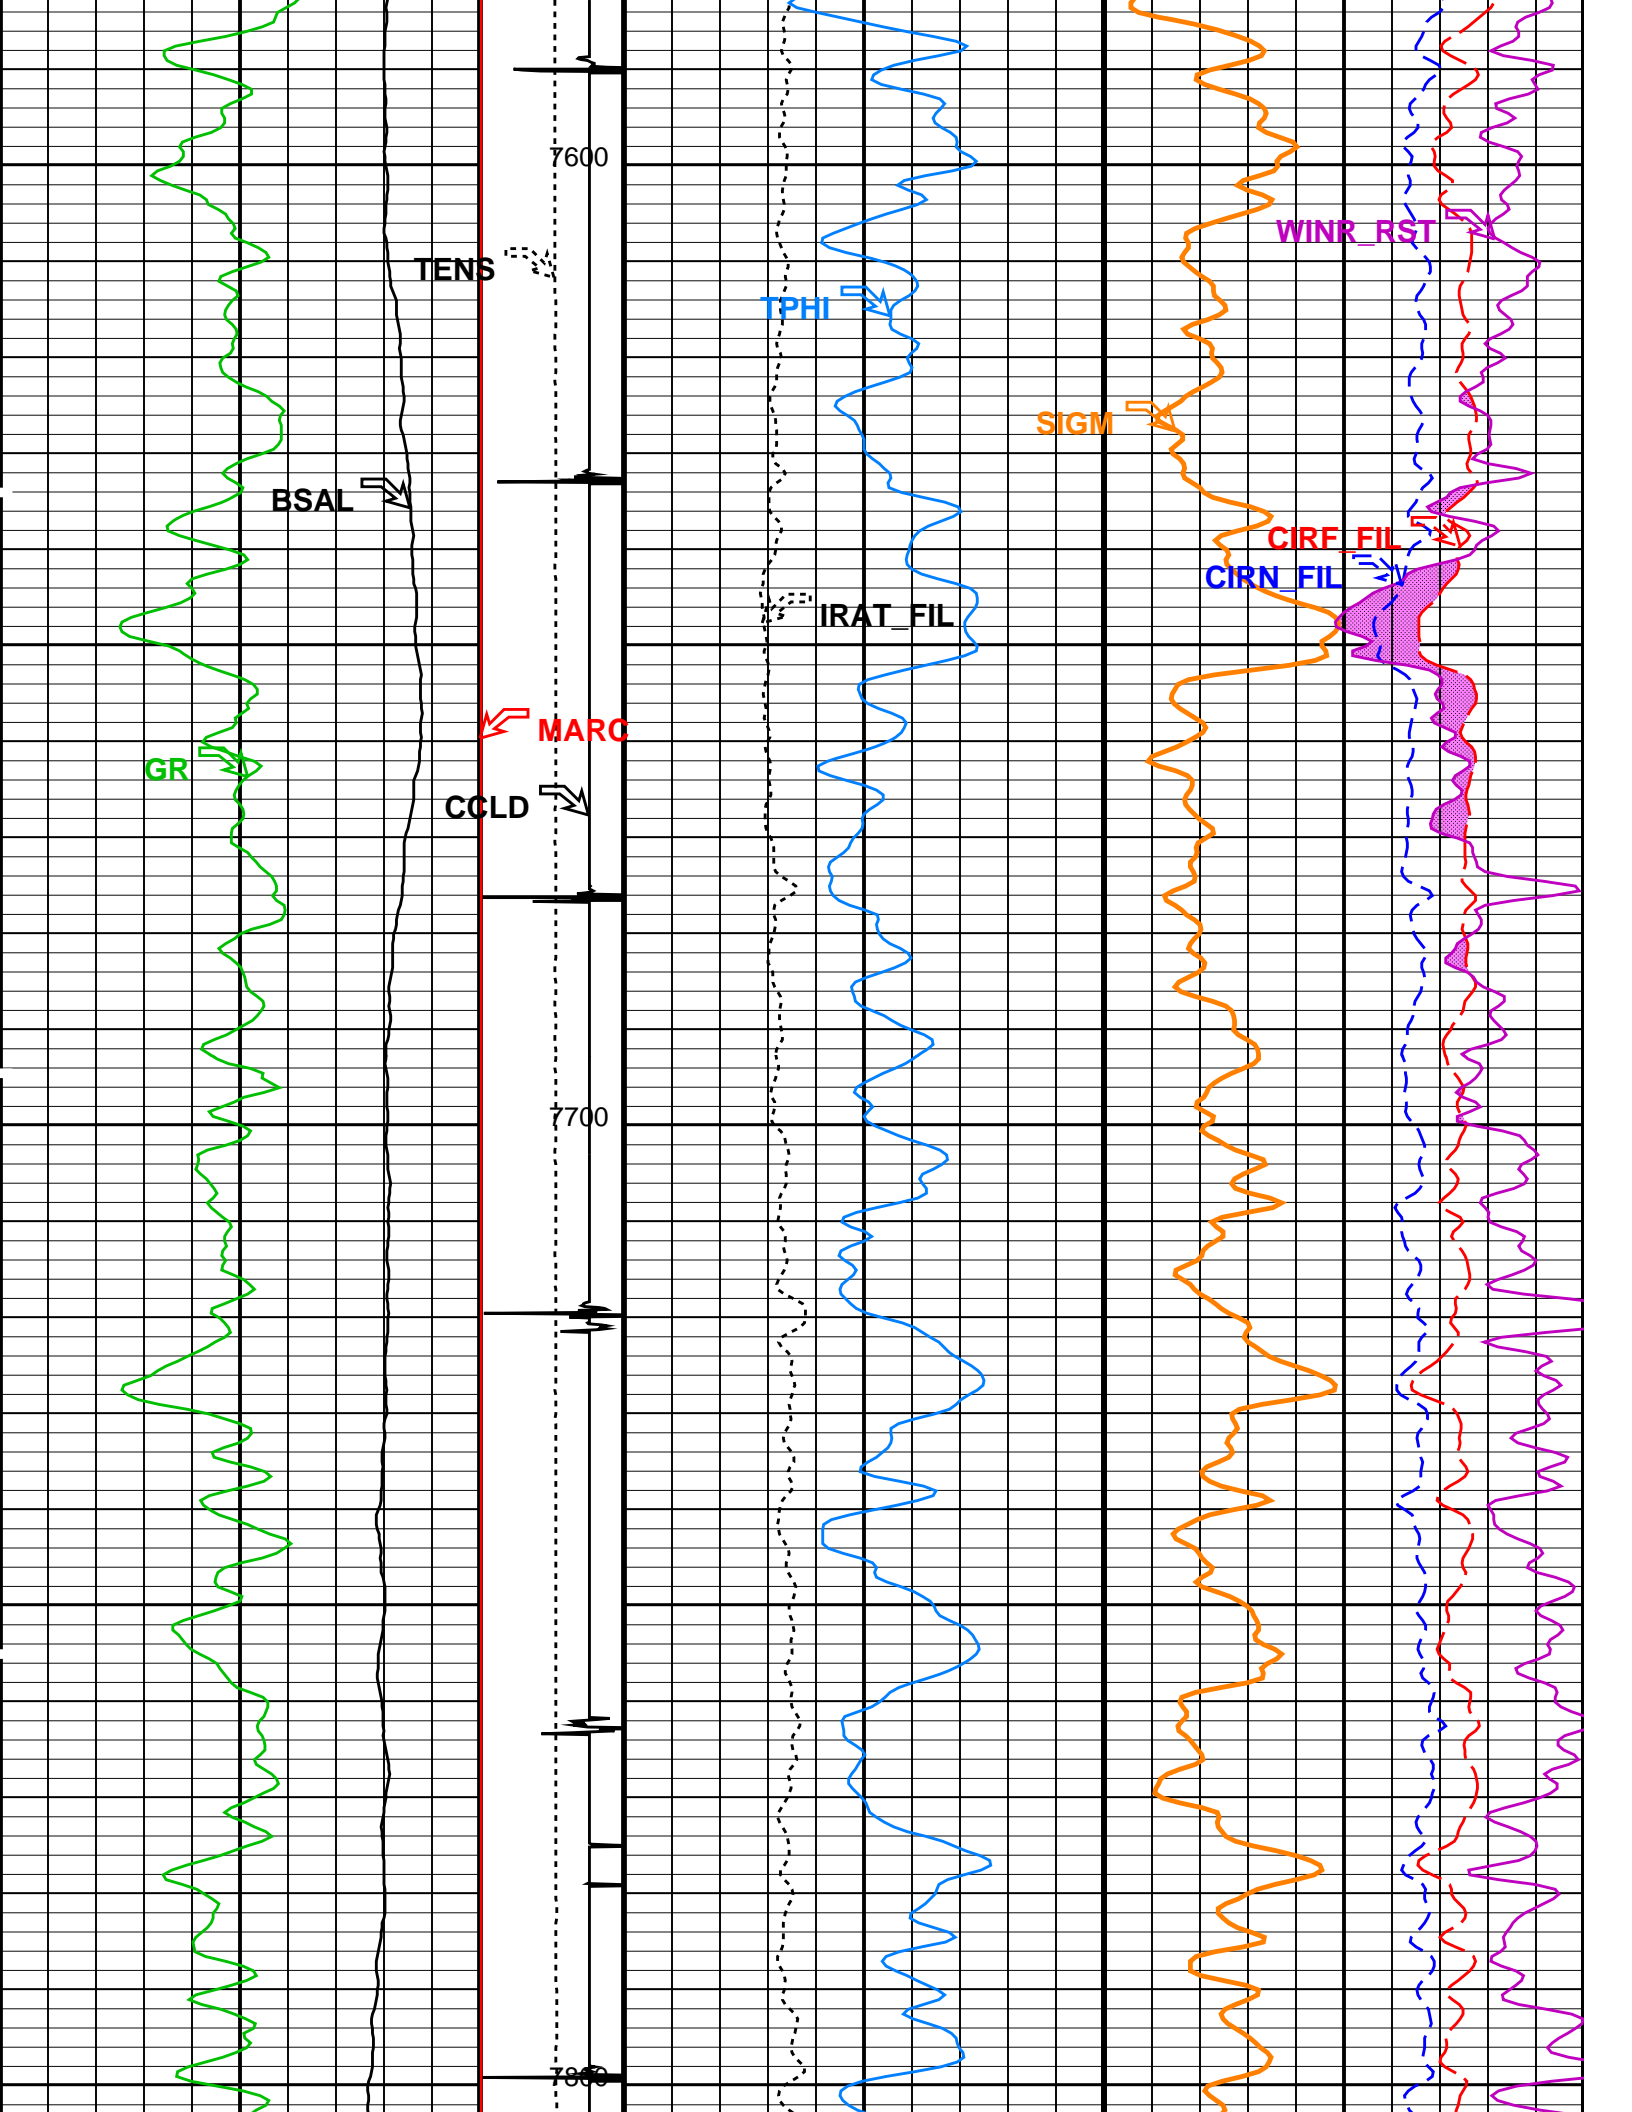 7600
WINR_RST
TENS
TPHI
SIGM
BSAL
CIRF_FIL
CIRN_FIL
IRAT_FIL
MARC
GR
CCLD
7700
7800